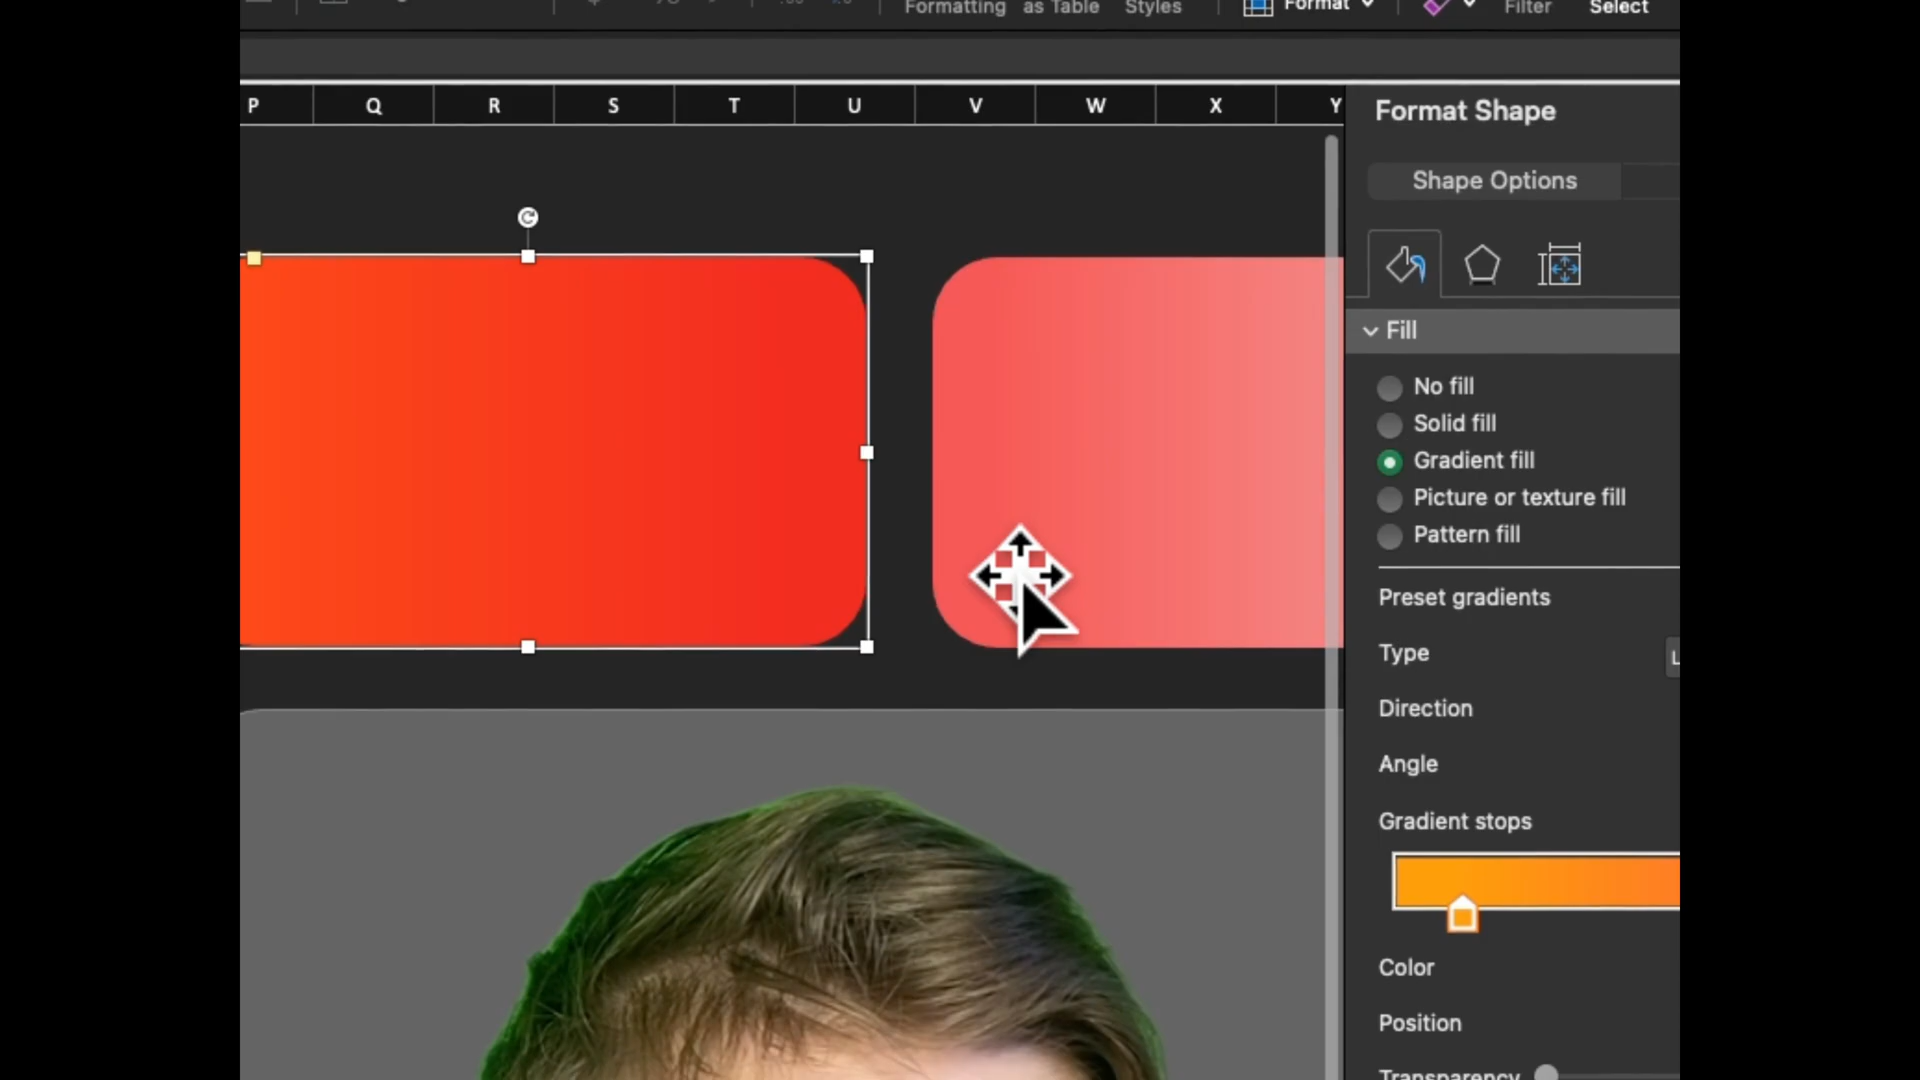 Formatting as Table Styles Format Filter Select
P Q R S T U V W X Y
Format Shape
Shape Options
Fill
No fill
Solid fill
Gradient fill
Picture or texture fill
Pattern fill
Preset gradients
Type
Direction
Angle
Gradient stops
Color
Position
Transparency